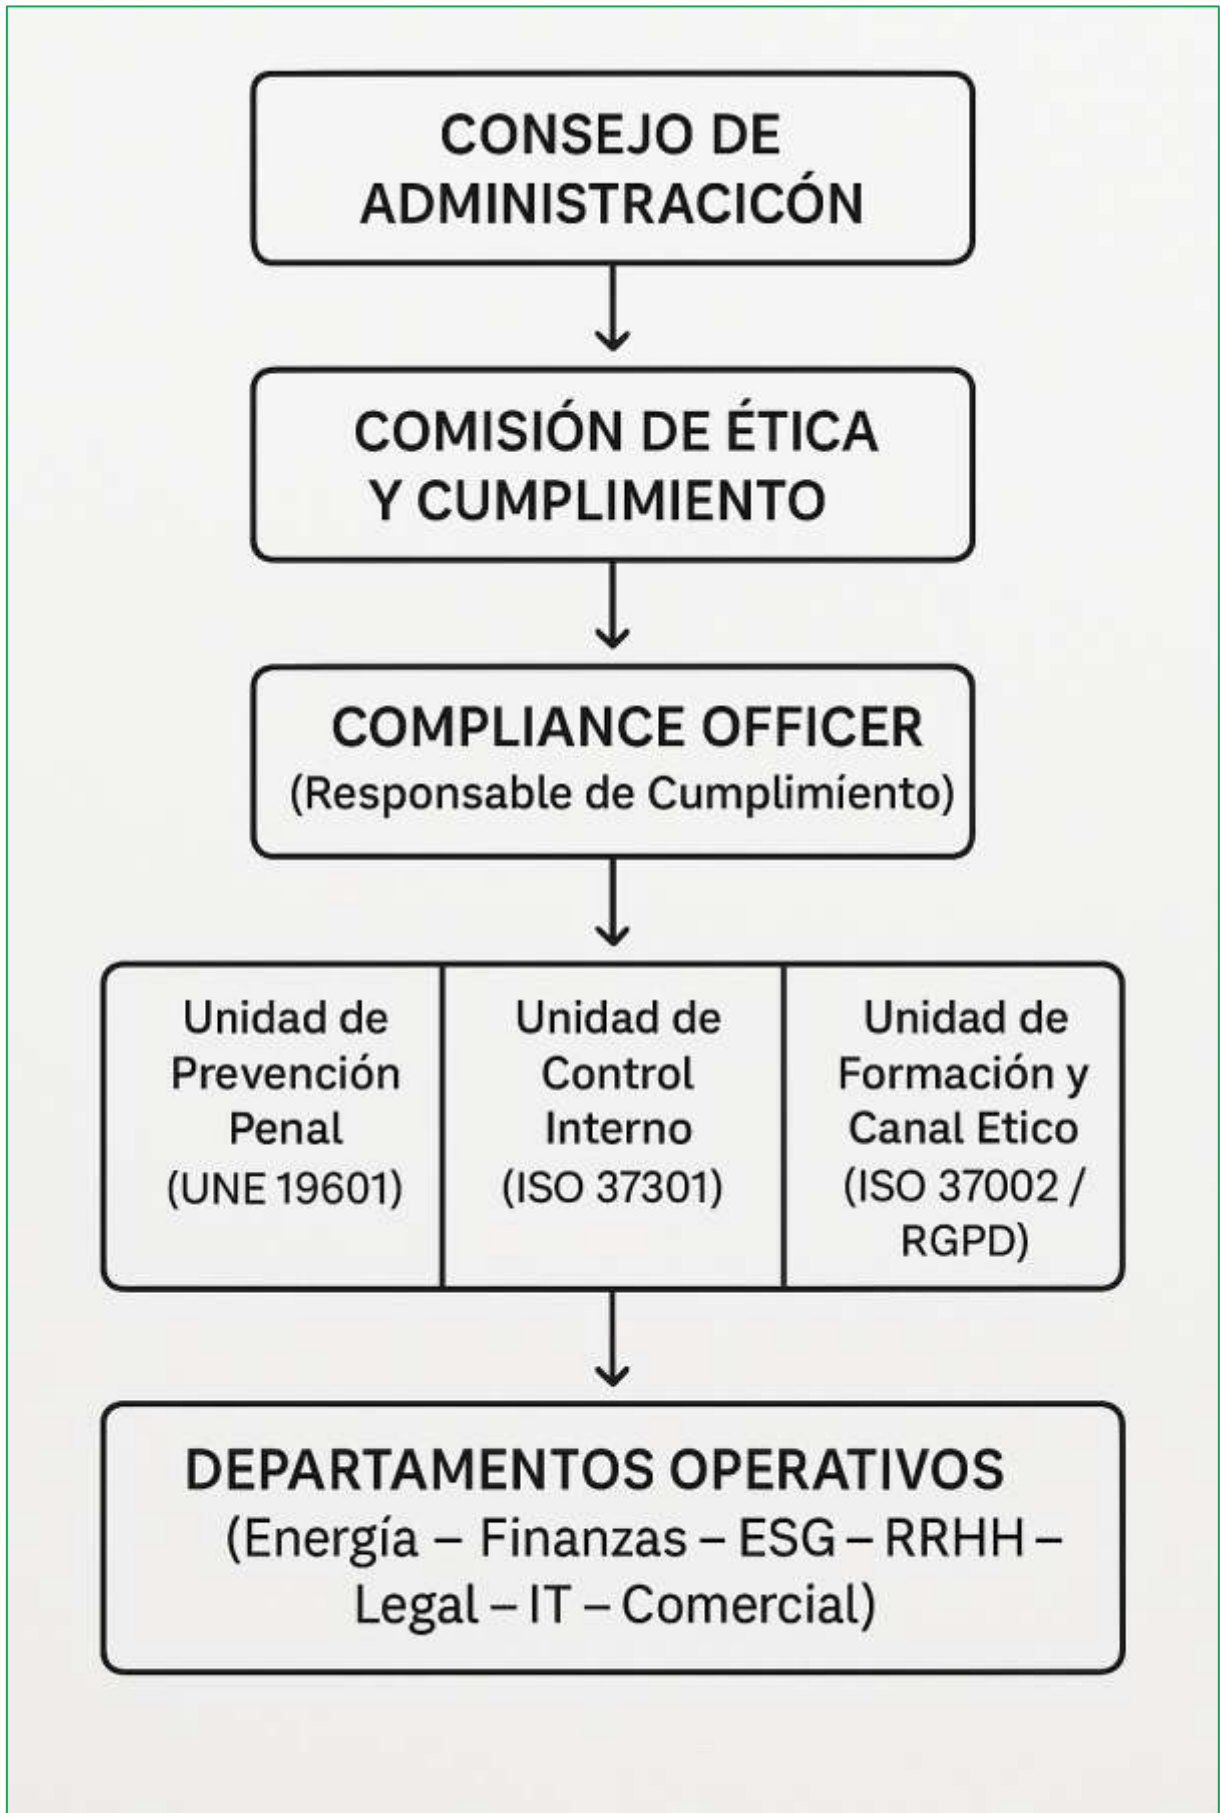 CONSEJO DE
ADMINISTRACICÓN
COMISIÓN DE ÉTICA
Y CUMPLIMIENTO
COMPLIANCE OFFICER
(Responsable de Cumplimíento)
Unidad de
Prevención
Penal
(UNE 19601)
Unidad de
Control
Interno
(ISO 37301)
Unidad de
Formación y
Canal Etico
(ISO 37002 /
RGPD)
DEPARTAMENTOS OPERATIVOS
(Energía – Finanzas – ESG – RRHH –
Legal – IT – Comercial)